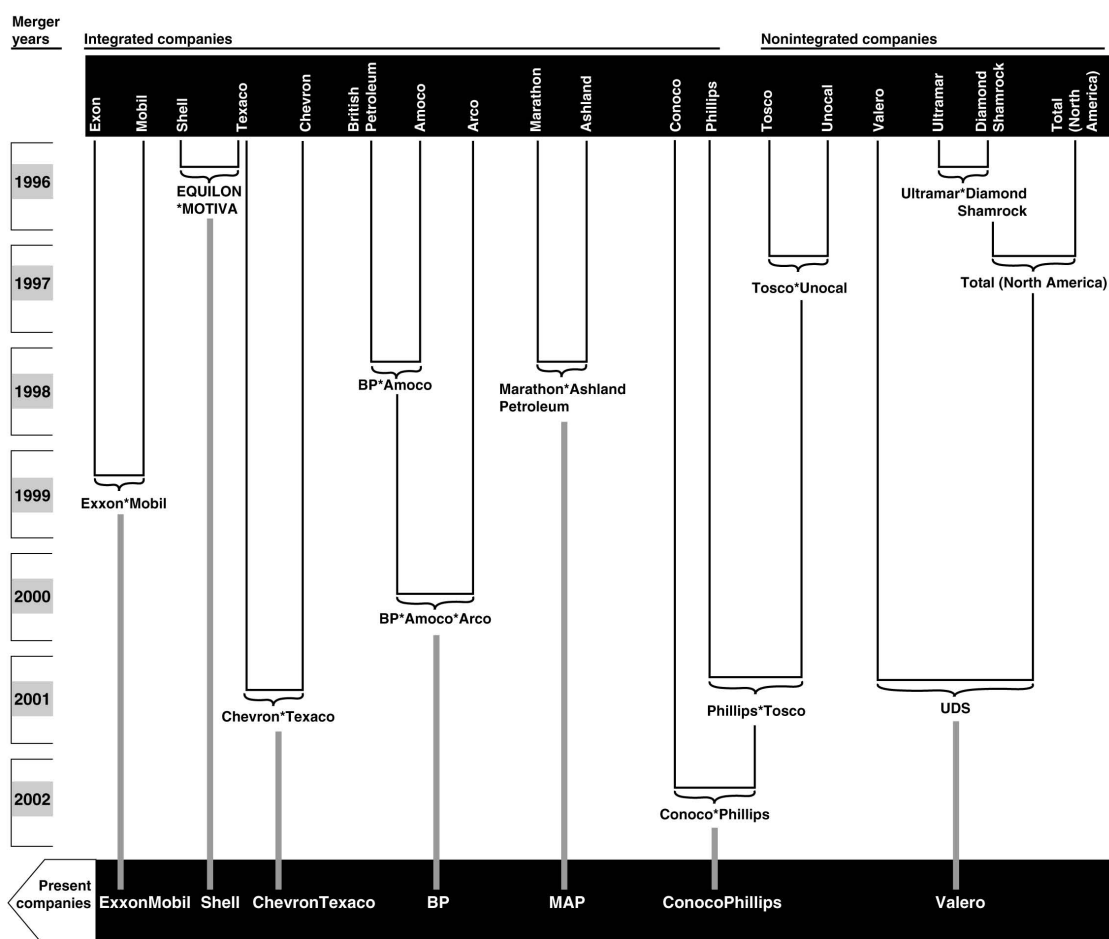 Merger
years
Integrated companies
Nonintegrated companies
Exon
Mobil
Shell
Texaco
Chevron
British
Petroleum
Amoco
Arco
Marathon
Ashland
Conoco
Phillips
Tosco
Unocal
Valero
Ultramar
Diamond
Shamrock
Total
(North
America)
1996
EQUILON
*MOTIVA
Ultramar*Diamond
Shamrock
1997
Tosco*Unocal
Total (North America)
1998
BP*Amoco
Marathon*Ashland
Petroleum
1999
Exxon*Mobil
2000
BP*Amoco*Arco
2001
Chevron*Texaco
Phillips*Tosco
UDS
2002
Conoco*Phillips
Present
companies
ExxonMobil
Shell
ChevronTexaco
BP
MAP
ConocoPhillips
Valero